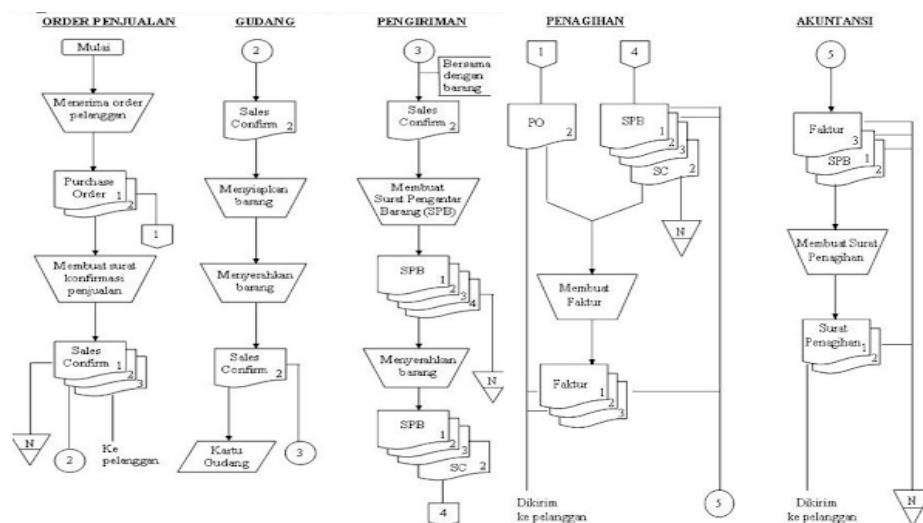 ORDER PENJUALAN
Mulai
Menerima order
pelanggan
Purchase
Order
1
2
1
Membuat surat
konfirmasi
penjualan
Sales
Confirm
1
2
3
N
2
Ke
pelanggan
GUDANG
2
Sales
Confirm
2
Menyiapkan
barang
Menyerahkan
barang
Sales
Confirm
2
Kartu
Gudang
3
PENGIRIMAN
3
Bersama
dengan
barang
Sales
Confirm
2
Membuat
Surat Pengantar
Barang (SPB)
SPB
1
2
3
4
Menyerahkan
barang
N
SPB
1
2
SC
2
4
PENAGIHAN
1
4
PO
2
SPB
1
2
3
SC
2
N
Membuat
Faktur
Faktur
1
2
3
Dikirim
ke pelanggan
5
AKUNTANSI
5
Faktur
3
SPB
1
2
Membuat Surat
Penagihan
Surat
Penagihan
1
2
Dikirim
ke pelanggan
N